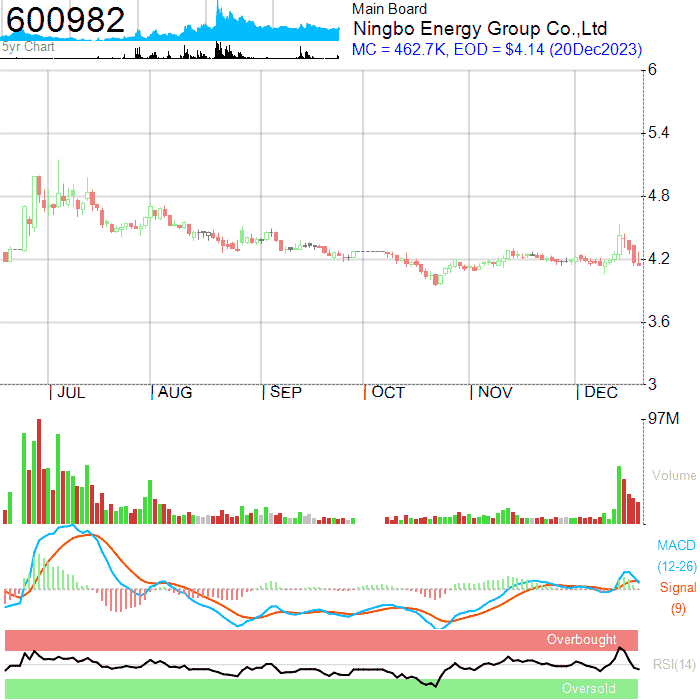 600982
5yr Chart
Main Board
Ningbo Energy Group Co.,Ltd
MC = 462.7K, EOD = $4.14 (20Dec2023)
6
5.4
4.8
4.2
3.6
3
JUL AUG SEP OCT NOV DEC
97M
Volume
MACD
(12-26)
Signal
(9)
Overbought
RSI(14)
Oversold